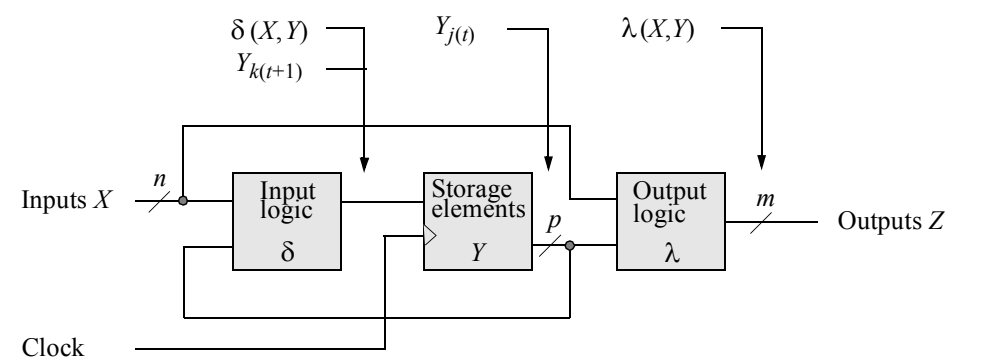 δ (X,Y)
Y_k(t+1)
Y_j(t)
λ (X,Y)
Inputs X
n
Input
logic
δ
Storage
elements
Y
p
Output
logic
λ
m
Outputs Z
Clock